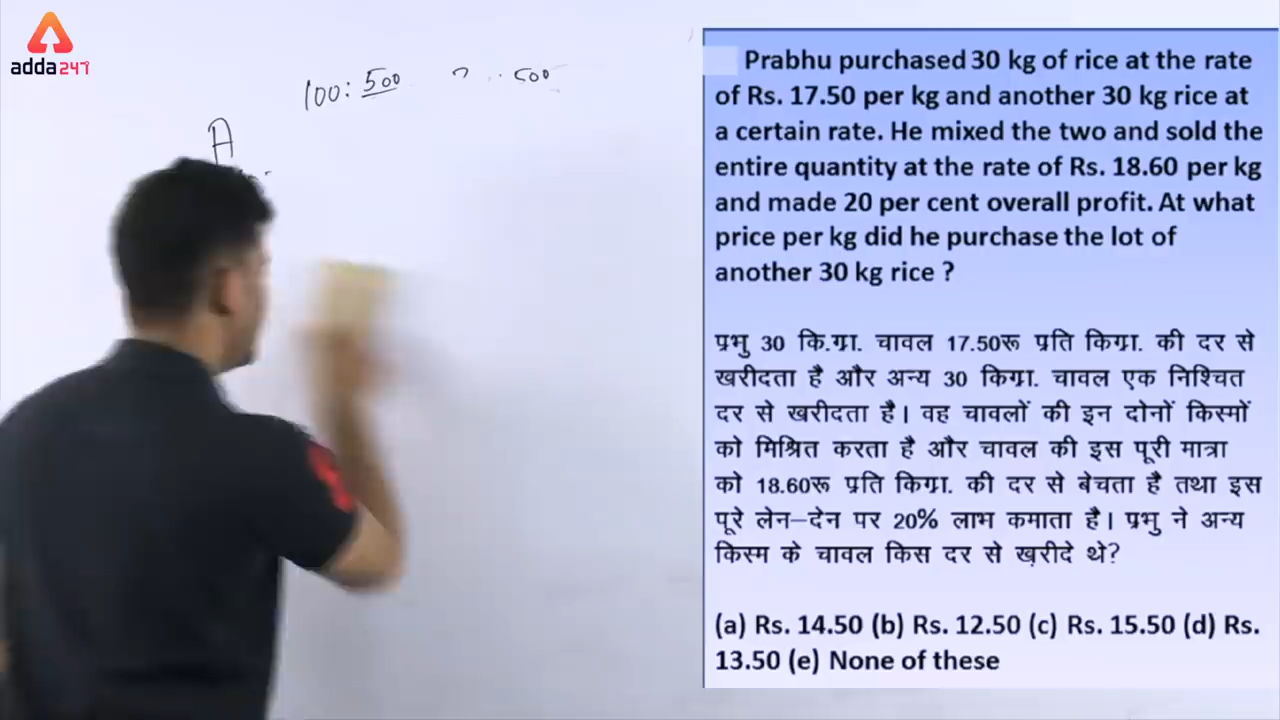 adda247
100: 500
500
A
Prabhu purchased 30 kg of rice at the rate
of Rs. 17.50 per kg and another 30 kg rice at
a certain rate. He mixed the two and sold the
entire quantity at the rate of Rs. 18.60 per kg
and made 20 per cent overall profit. At what
price per kg did he purchase the lot of
another 30 kg rice ?
प्रभु 30 कि.ग्रा. चावल 17.50रू प्रति किग्रा. की दर से
खरीदता है और अन्य 30 किग्रा. चावल एक निश्चित
दर से खरीदता है। वह चावलों की इन दोनों किस्मों
को मिश्रित करता है और चावल की इस पूरी मात्रा
को 18.60रू प्रति किग्रा. की दर से बेचता है तथा इस
पूरे लेन–देन पर 20% लाभ कमाता है। प्रभु ने अन्य
किस्म के चावल किस दर से ख़रीदे थे?
(a) Rs. 14.50 (b) Rs. 12.50 (c) Rs. 15.50 (d) Rs.
13.50 (e) None of these